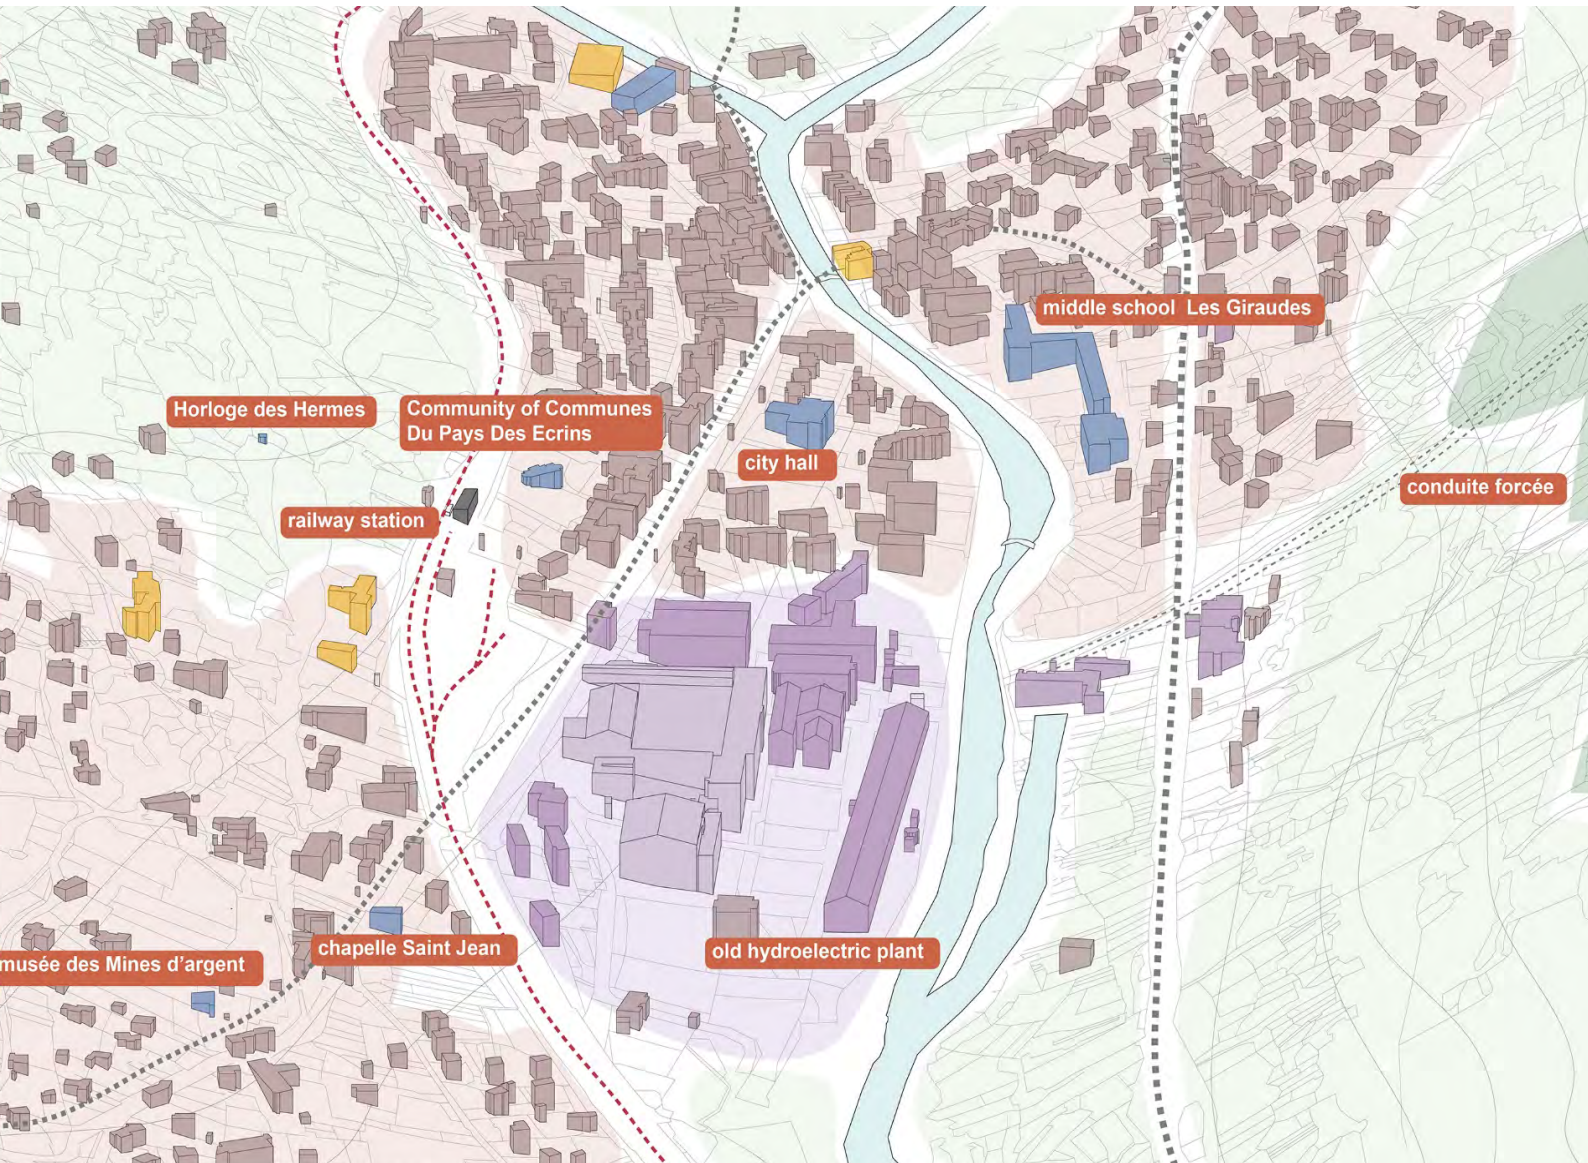 middle school Les Giraudes
Horloge des Hermes
Community of Communes
Du Pays Des Ecrins
city hall
conduite forcée
railway station
chapelle Saint Jean
old hydroelectric plant
musée des Mines d'argent